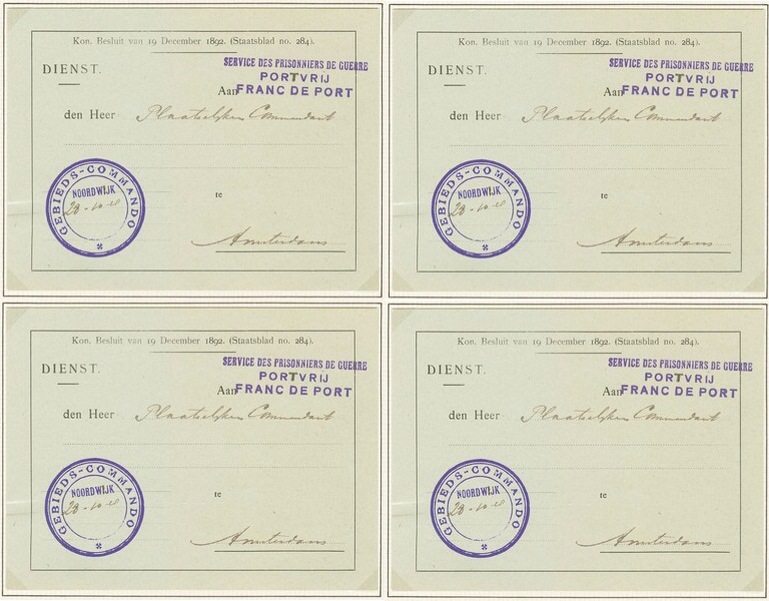 Kon. Besluit van 19 December 1892. (Staatsblad no. 284).
DIENST.
SERVICE DES PRISONNIERS DE GUERRE
PORTVRIJ
Aan FRANC DE PORT
den Heer Plaatselijken Commandant
GEBIEDS-COMMANDO
NOORDWIJK
te
Amsterdam
Kon. Besluit van 19 December 1892. (Staatsblad no. 284).
DIENST.
SERVICE DES PRISONNIERS DE GUERRE
PORTVRIJ
Aan FRANC DE PORT
den Heer Plaatselijken Commandant
GEBIEDS-COMMANDO
NOORDWIJK
te
Amsterdam
Kon. Besluit van 19 December 1892. (Staatsblad no. 284).
DIENST.
SERVICE DES PRISONNIERS DE GUERRE
PORTVRIJ
Aan FRANC DE PORT
den Heer Plaatselijken Commandant
GEBIEDS-COMMANDO
NOORDWIJK
te
Amsterdam
Kon. Besluit van 19 December 1892. (Staatsblad no. 284).
DIENST.
SERVICE DES PRISONNIERS DE GUERRE
PORTVRIJ
Aan FRANC DE PORT
den Heer Plaatselijken Commandant
GEBIEDS-COMMANDO
NOORDWIJK
te
Amsterdam